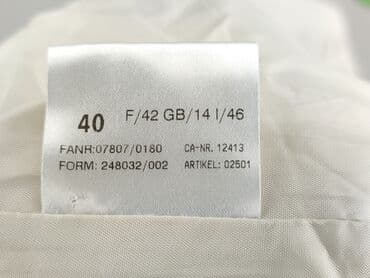 40 F/42 GB/14 I/46
FANR:07807/0180 CA-NR. 12413
FORM: 248032/002 ARTIKEL: 02501